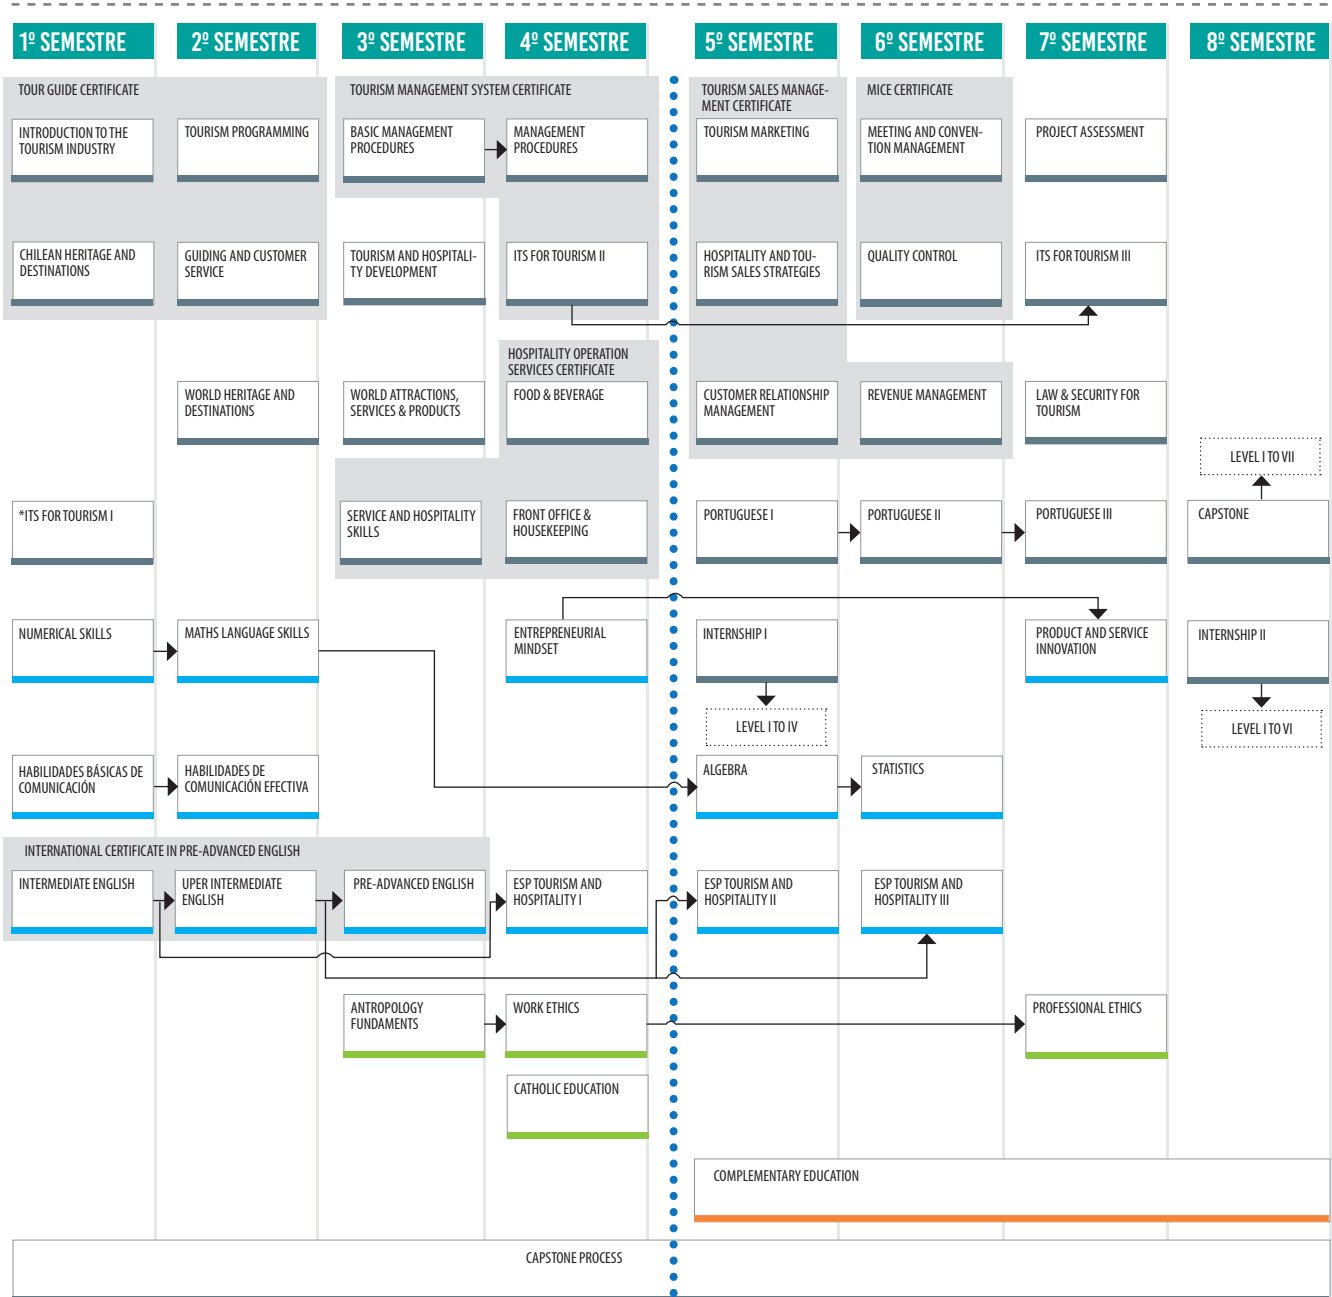 1º SEMESTRE
2º SEMESTRE
3º SEMESTRE
4º SEMESTRE
5º SEMESTRE
6º SEMESTRE
7º SEMESTRE
8º SEMESTRE
TOUR GUIDE CERTIFICATE
TOURISM MANAGEMENT SYSTEM CERTIFICATE
TOURISM SALES MANAGE-
MENT CERTIFICATE
MICE CERTIFICATE
INTRODUCTION TO THE
TOURISM INDUSTRY
TOURISM PROGRAMMING
BASIC MANAGEMENT
PROCEDURES
MANAGEMENT
PROCEDURES
TOURISM MARKETING
MEETING AND CONVEN-
TION MANAGEMENT
PROJECT ASSESSMENT
CHILEAN HERITAGE AND
DESTINATIONS
GUIDING AND CUSTOMER
SERVICE
TOURISM AND HOSPITALI-
TY DEVELOPMENT
ITS FOR TOURISM II
HOSPITALITY AND TOU-
RISM SALES STRATEGIES
QUALITY CONTROL
ITS FOR TOURISM III
HOSPITALITY OPERATION
SERVICES CERTIFICATE
WORLD HERITAGE AND
DESTINATIONS
WORLD ATTRACTIONS,
SERVICES & PRODUCTS
FOOD & BEVERAGE
CUSTOMER RELATIONSHIP
MANAGEMENT
REVENUE MANAGEMENT
LAW & SECURITY FOR
TOURISM
LEVEL I TO VII
*ITS FOR TOURISM I
SERVICE AND HOSPITALITY
SKILLS
FRONT OFFICE &
HOUSEKEEPING
PORTUGUESE I
PORTUGUESE II
PORTUGUESE III
CAPSTONE
NUMERICAL SKILLS
MATHS LANGUAGE SKILLS
ENTREPRENEURIAL
MINDSET
INTERNSHIP I
PRODUCT AND SERVICE
INNOVATION
INTERNSHIP II
LEVEL I TO IV
LEVEL I TO VI
HABILIDADES BÁSICAS DE
COMUNICACIÓN
HABILIDADES DE
COMUNICACIÓN EFECTIVA
ALGEBRA
STATISTICS
INTERNATIONAL CERTIFICATE IN PRE-ADVANCED ENGLISH
INTERMEDIATE ENGLISH
UPER INTERMEDIATE
ENGLISH
PRE-ADVANCED ENGLISH
ESP TOURISM AND
HOSPITALITY I
ESP TOURISM AND
HOSPITALITY II
ESP TOURISM AND
HOSPITALITY III
ANTROPOLOGY
FUNDAMENTS
WORK ETHICS
PROFESSIONAL ETHICS
CATHOLIC EDUCATION
COMPLEMENTARY EDUCATION
CAPSTONE PROCESS